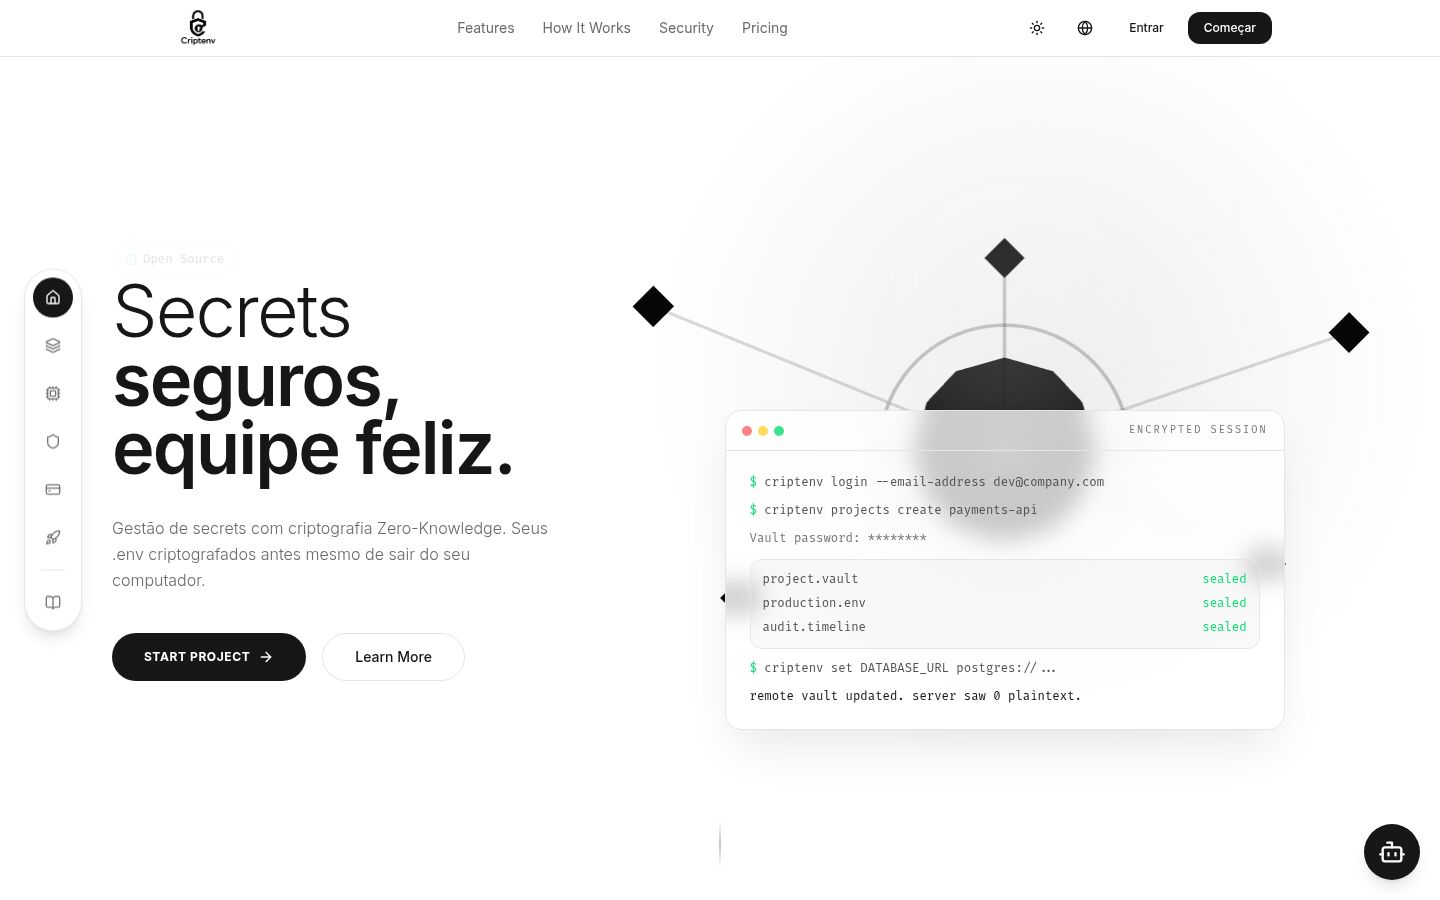 Criptenv
Features
How It Works
Security
Pricing
Entrar
Começar
Open Source
Secrets
seguros,
equipe feliz.
Gestão de secrets com criptografia Zero-Knowledge. Seus
.env criptografados antes mesmo de sair do seu
computador.
START PROJECT
Learn More
ENCRYPTED SESSION
$ criptenv login --email-address dev@company.com
$ criptenv projects create payments-api
Vault password: ********
project.vault sealed
production.env sealed
audit.timeline sealed
$ criptenv set DATABASE_URL postgres://...
remote vault updated. server saw 0 plaintext.